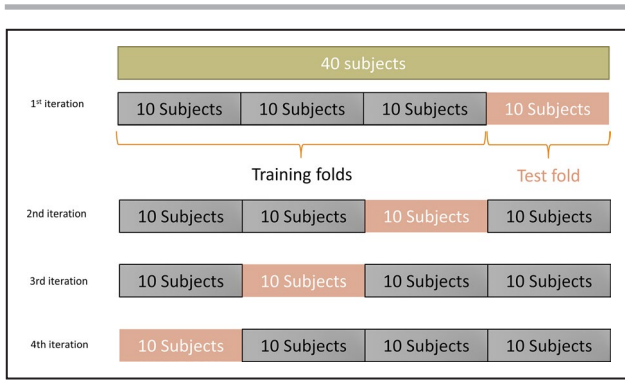 40 subjects
1st iteration 10 Subjects 10 Subjects 10 Subjects 10 Subjects
Training folds Test fold
2nd iteration 10 Subjects 10 Subjects 10 Subjects 10 Subjects
3rd iteration 10 Subjects 10 Subjects 10 Subjects 10 Subjects
4th iteration 10 Subjects 10 Subjects 10 Subjects 10 Subjects